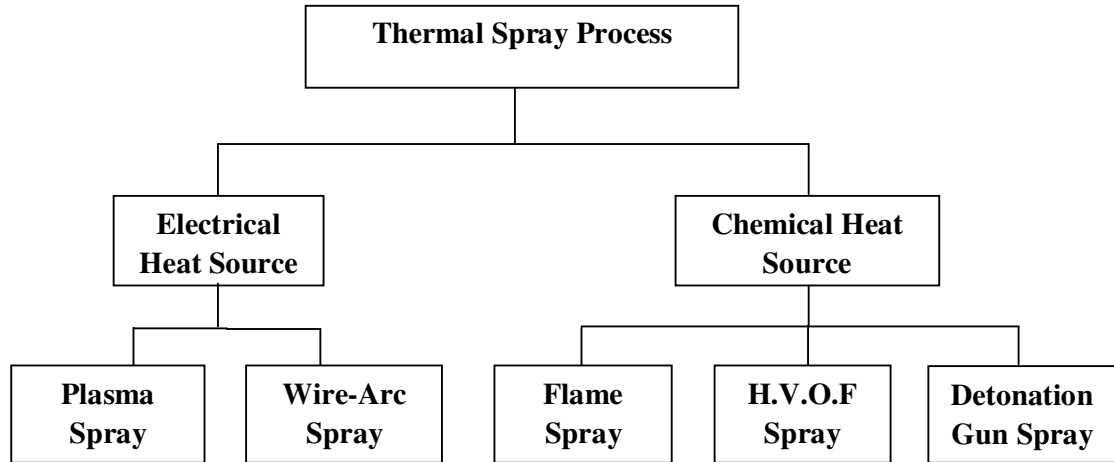 Thermal Spray Process
Electrical
Heat Source
Chemical Heat
Source
Plasma
Spray
Wire-Arc
Spray
Flame
Spray
H.V.O.F
Spray
Detonation
Gun Spray